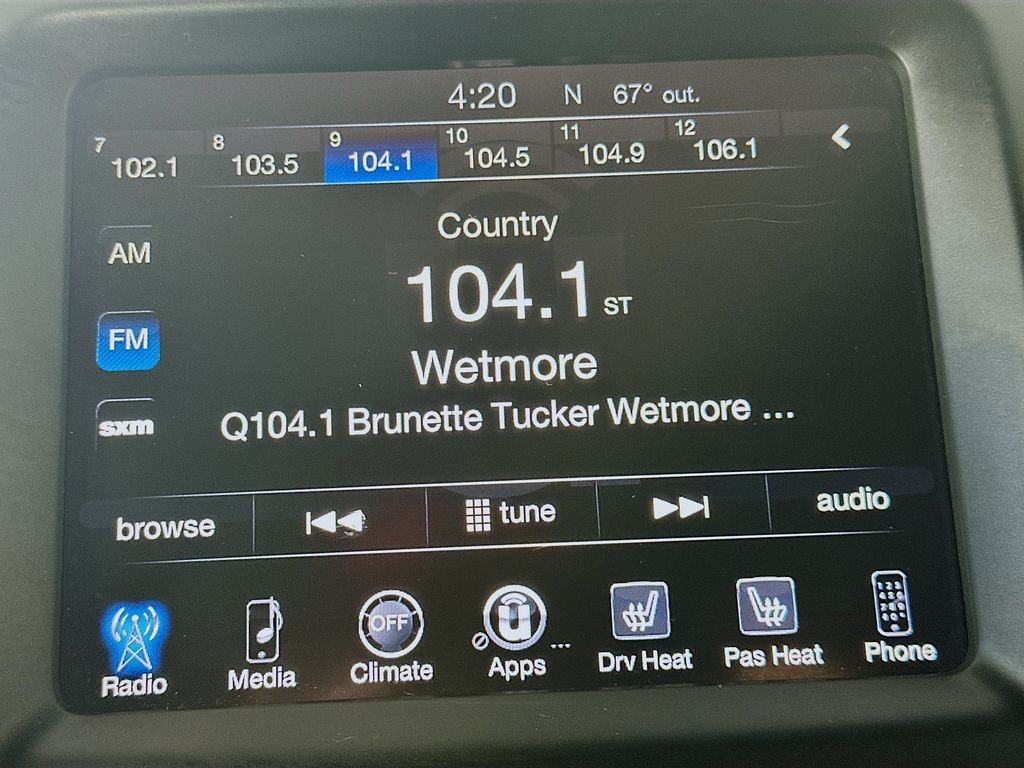 4:20 N 67° out.
7 8 9 10 11 12
102.1 103.5 104.1 104.5 104.9 106.1
Country
AM
104.1 ST
FM
Wetmore
Q104.1 Brunette Tucker Wetmore ...
sxm
browse tune audio
OFF u ...
Radio Media Climate Apps Drv Heat Pas Heat Phone